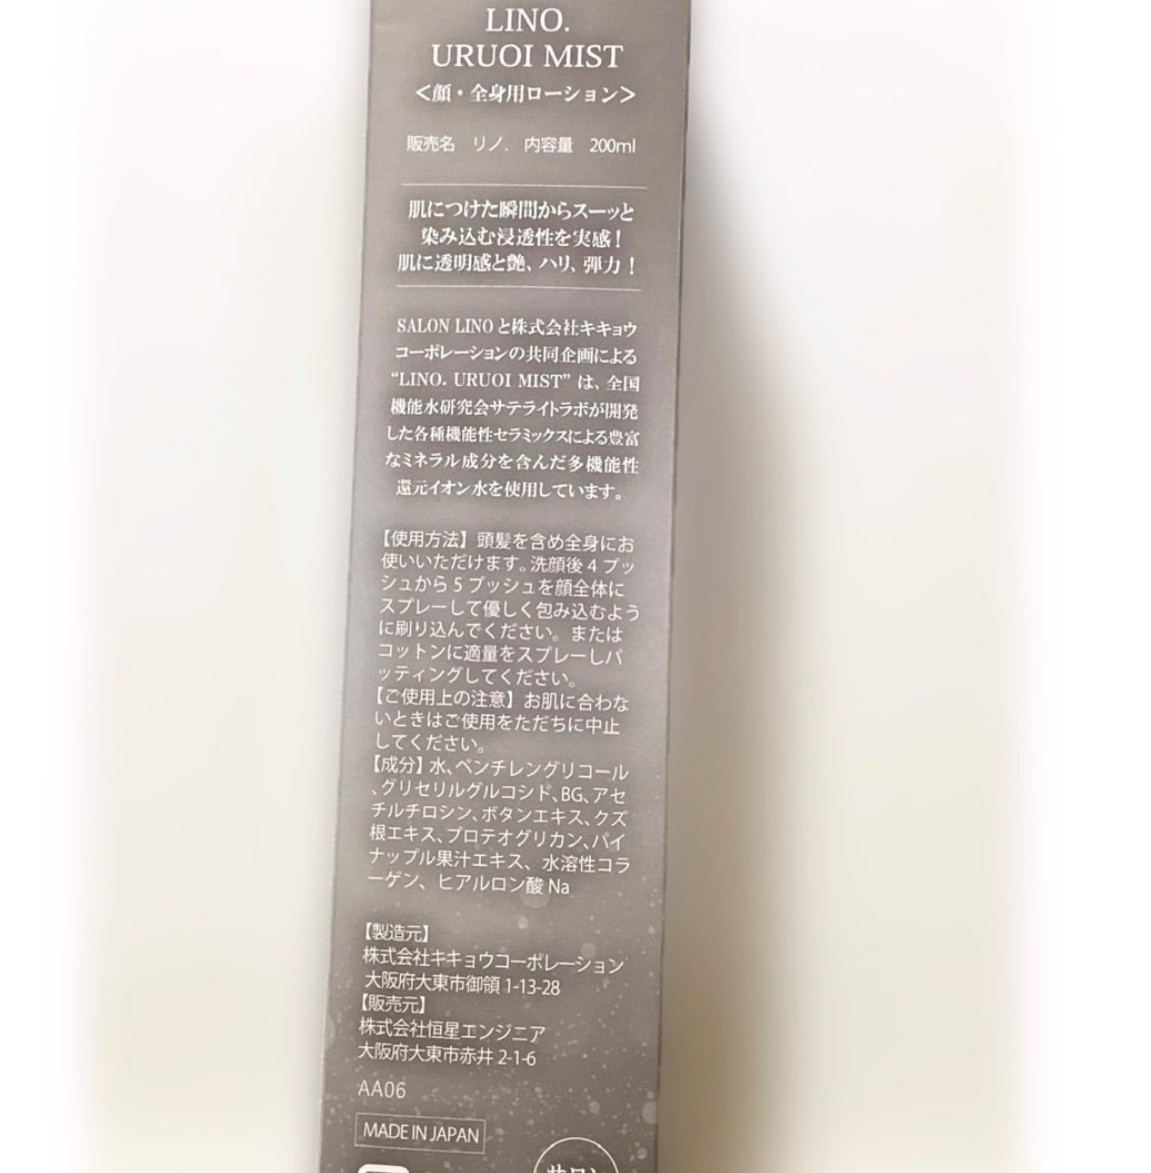 LINO.
URUOI MIST
＜顔・全身用ローション＞
販売名　リノ.　内容量　200ml
肌につけた瞬間からスーッと
染み込む浸透性を実感！
肌に透明感と艶、ハリ、弾力！
SALON LINOと株式会社キキョウ
コーポレーションの共同企画による
“LINO. URUOI MIST” は、全国
機能水研究会サテライトラボが開発
した各種機能性セラミックスによる豊富
なミネラル成分を含んだ多機能性
還元イオン水を使用しています。
【使用方法】頭髪を含め全身にお
使いいただけます。洗顔後4プッ
シュから5プッシュを顔全体に
スプレーして優しく包み込むよう
に刷り込んでください。または
コットンに適量をスプレーしパ
ッティングしてください。
【ご使用上の注意】お肌に合わな
いときはご使用をただちに中止
してください。
【成分】水、ペンチレングリコール
、グリセリルグルコシド、BG、アセ
チルチロシン、ボタンエキス、クズ
根エキス、プロテオグリカン、パイ
ナップル果汁エキス、水溶性コラ
ーゲン、ヒアルロン酸Na
【製造元】
株式会社キキョウコーポレーション
大阪府大東市御領1-13-28
【販売元】
株式会社恒星エンジニア
大阪府大東市赤井2-1-6
AA06
MADE IN JAPAN